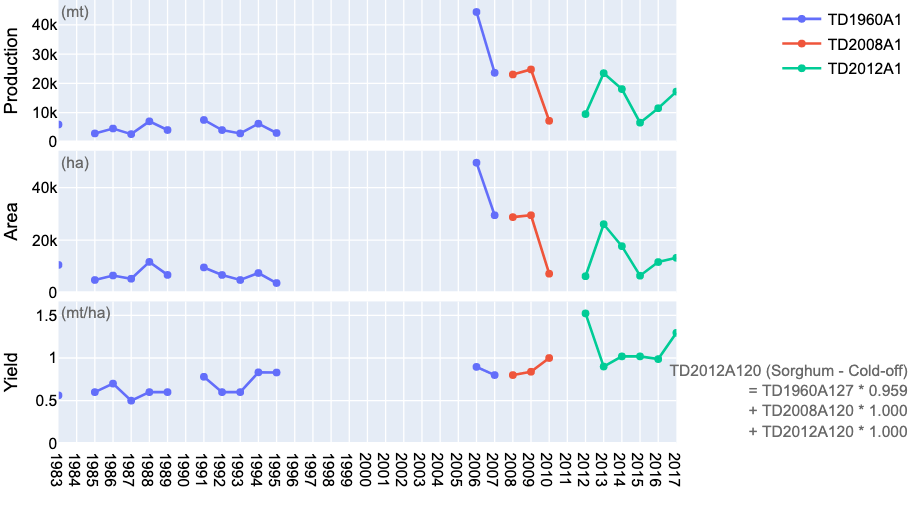 (mt)
Production
40k
30k
20k
10k
0
(ha)
Area
40k
20k
0
(mt/ha)
Yield
1.5
1
0.5
0
1983 1984 1985 1986 1987 1988 1989 1990 1991 1992 1993 1994 1995 1996 1997 1998 1999 2000 2001 2002 2003 2004 2005 2006 2007 2008 2009 2010 2011 2012 2013 2014 2015 2016 2017
TD1960A1
TD2008A1
TD2012A1
TD2012A120 (Sorghum - Cold-off)
= TD1960A127 * 0.959
+ TD2008A120 * 1.000
+ TD2012A120 * 1.000